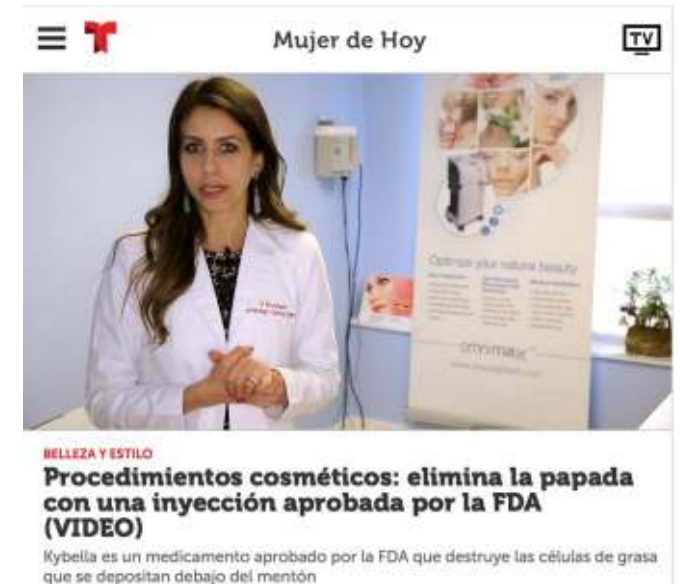 Mujer de Hoy
TV
Optimize your natural beauty
omnimate
BELLEZA Y ESTILO
Procedimientos cosméticos: elimina la papada
con una inyección aprobada por la FDA
(VIDEO)
Kybella es un medicamento aprobado por la FDA que destruye las células de grasa
que se depositan debajo del mentón